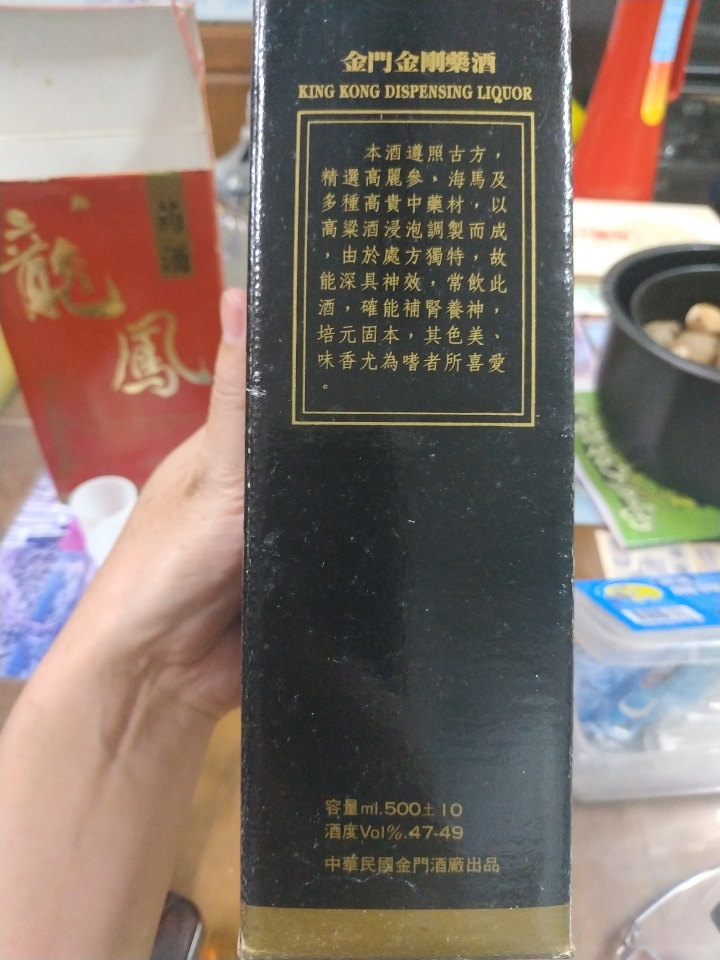 金門金剛藥酒
KING KONG DISPENSING LIQUOR
本酒遵照古方，
精選高麗參，海馬及
多種高貴中藥材，以
高粱酒浸泡調製而成
，由於處方獨特，故
能深具神效，常飲此
酒，確能補腎養神，
培元固本，其色美、
味香尤為嗜者所喜愛
。
容量ml.500±10
酒度Vol%.47-49
中華民國金門酒廠出品
龍
鳳
酒